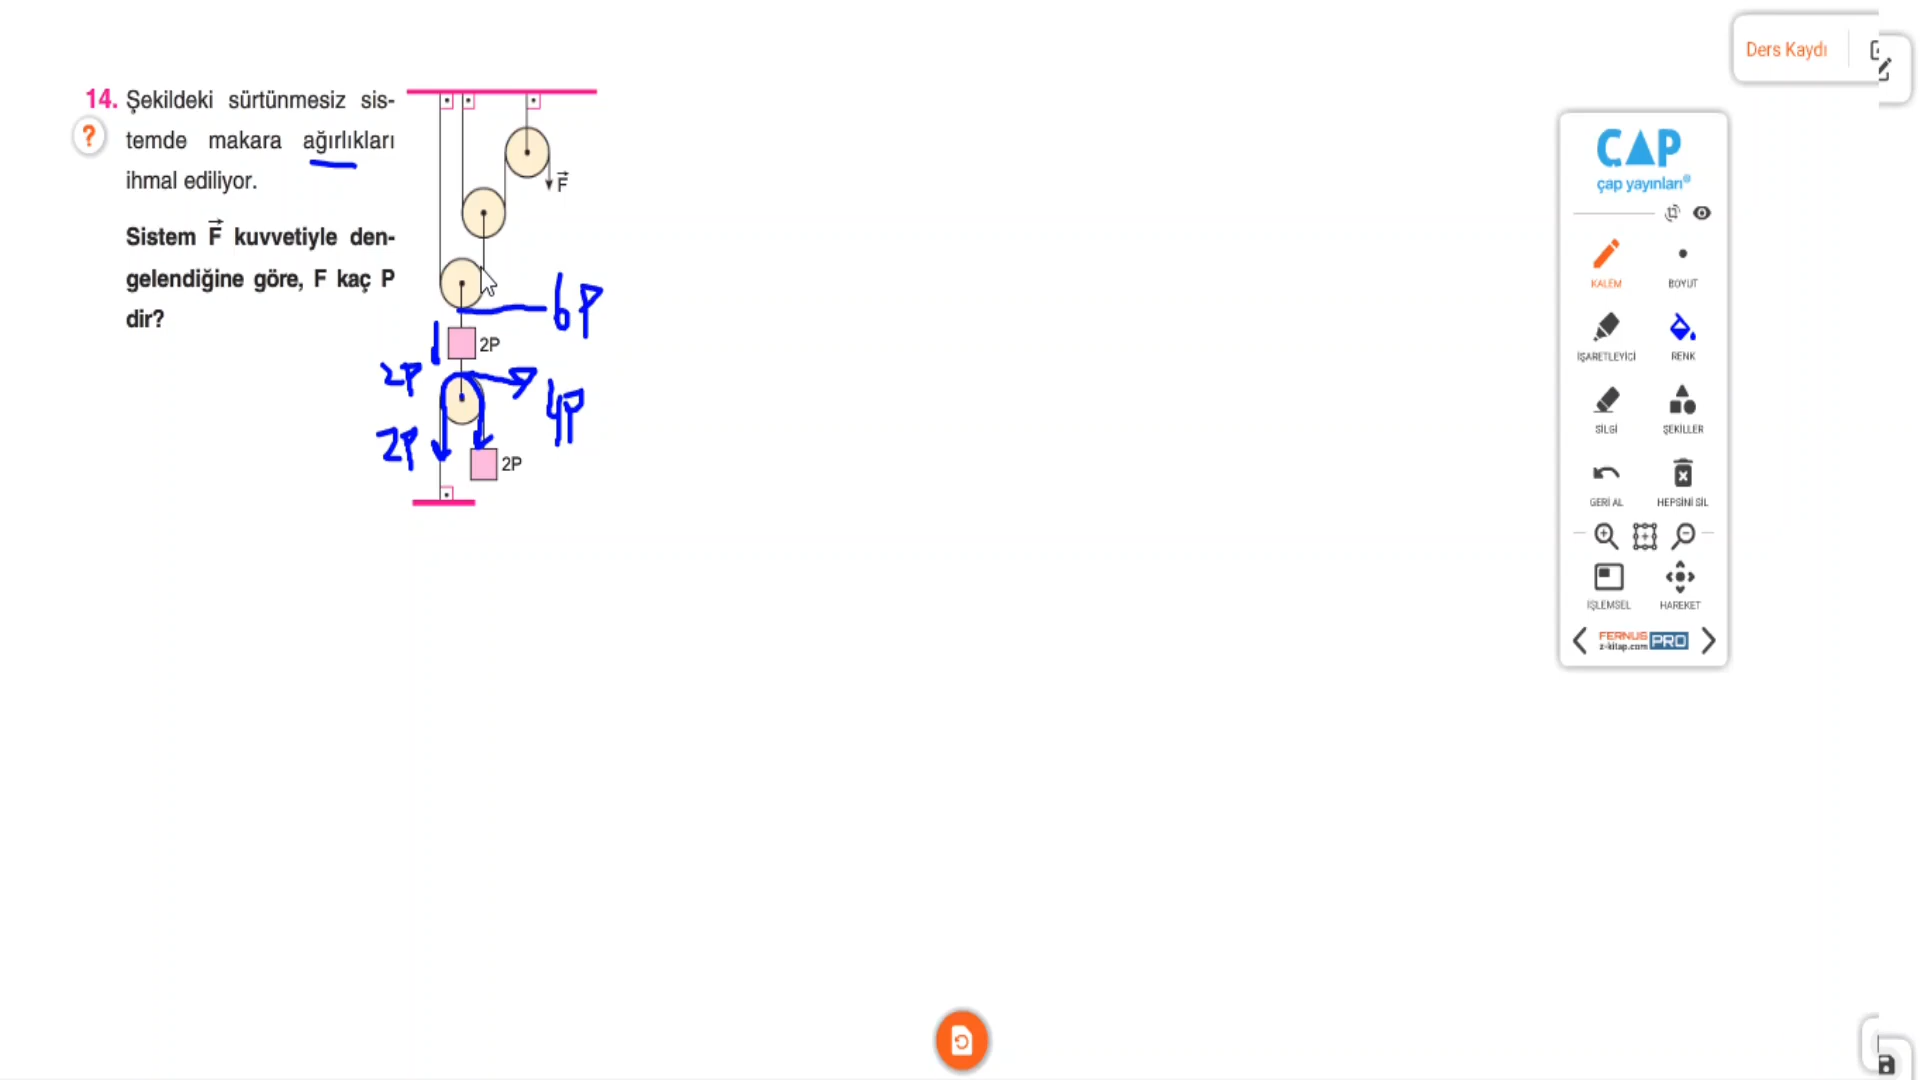 Ders Kaydı
14. Şekildeki sürtünmesiz sis-
temde makara ağırlıkları
ihmal ediliyor.
Sistem F kuvvetiyle den-
gelendiğine göre, F kaç P
dir?
?
F
6P
2P
2P
4P
2P
2P
ÇAP
çap yayınları®
KALEM
BOYUT
İŞARETLEYİCİ
RENK
SİLGİ
ŞEKİLLER
GERİ AL
HEPSİNİ SİL
İŞLEMSEL
HAREKET
FERNUS
z-kitap.com PRO